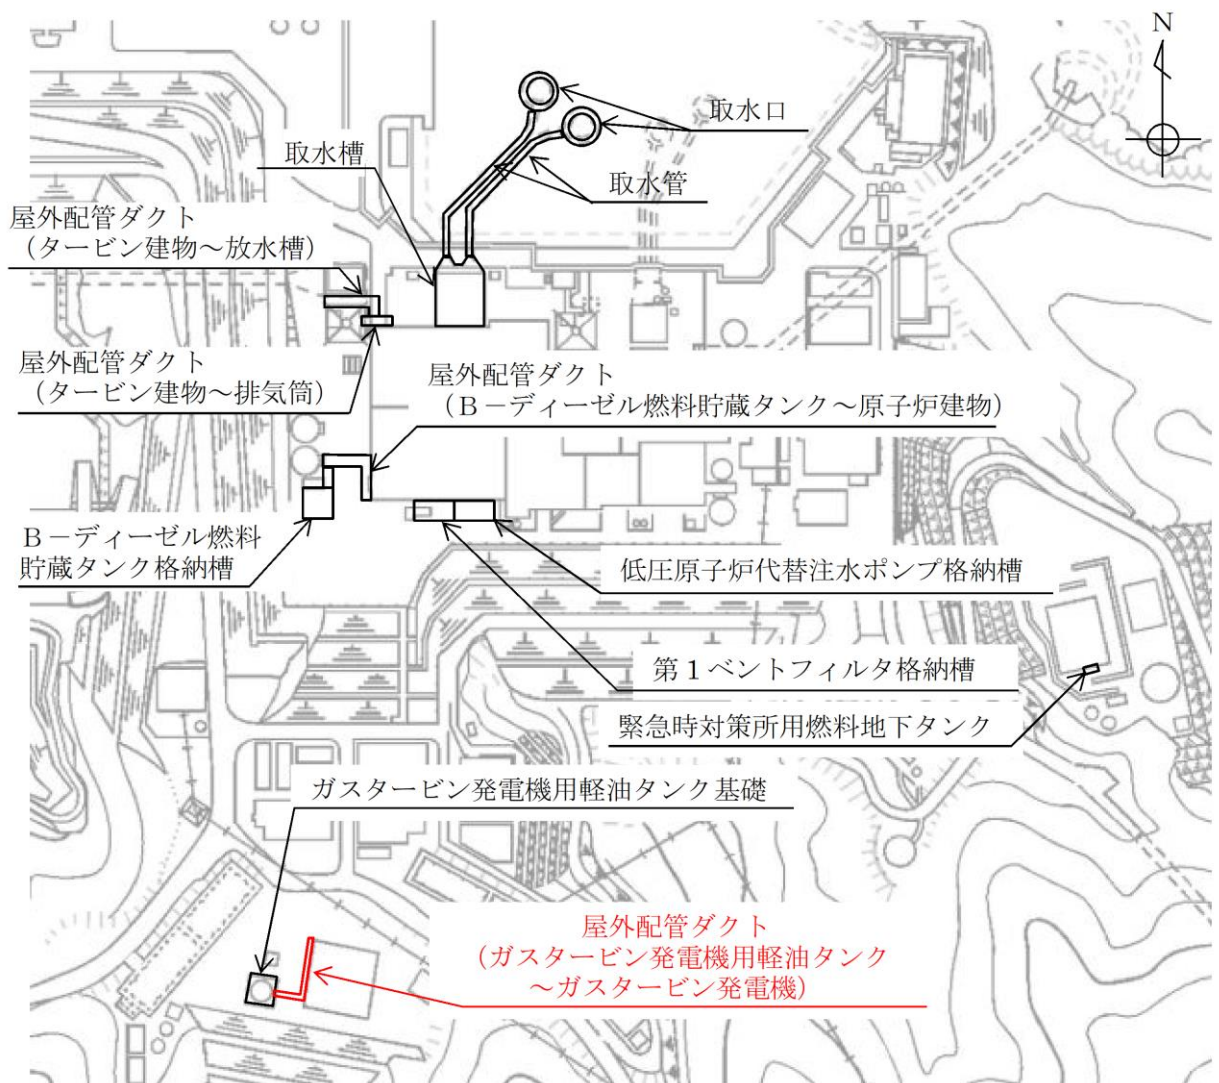 N
取水口
取水槽
取水管
屋外配管ダクト
（タービン建物～放水槽）
屋外配管ダクト
（タービン建物～排気筒）
屋外配管ダクト
（Ｂ－ディーゼル燃料貯蔵タンク～原子炉建物）
Ｂ－ディーゼル燃料
貯蔵タンク格納槽
低圧原子炉代替注水ポンプ格納槽
第１ベントフィルタ格納槽
緊急時対策所用燃料地下タンク
ガスタービン発電機用軽油タンク基礎
屋外配管ダクト
（ガスタービン発電機用軽油タンク
～ガスタービン発電機）